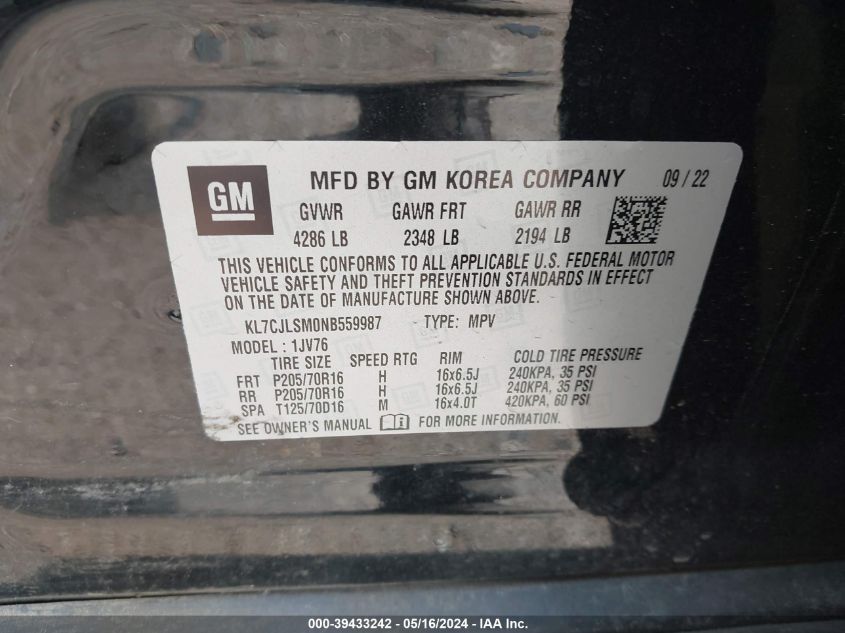 GM
MFD BY GM KOREA COMPANY 09 / 22
GVWR GAWR FRT GAWR RR
4286 LB 2348 LB 2194 LB
THIS VEHICLE CONFORMS TO ALL APPLICABLE U.S. FEDERAL MOTOR
VEHICLE SAFETY AND THEFT PREVENTION STANDARDS IN EFFECT
ON THE DATE OF MANUFACTURE SHOWN ABOVE.
KL7CJLSM0NB559987 TYPE: MPV
MODEL : 1JV76
TIRE SIZE SPEED RTG RIM COLD TIRE PRESSURE
FRT P205/70R16 H 16x6.5J 240KPA, 35 PSI
RR P205/70R16 H 16x6.5J 240KPA, 35 PSI
SPA T125/70D16 M 16x4.0T 420KPA, 60 PSI
SEE OWNER'S MANUAL FOR MORE INFORMATION.
000-39433242 - 05/16/2024 - IAA Inc.